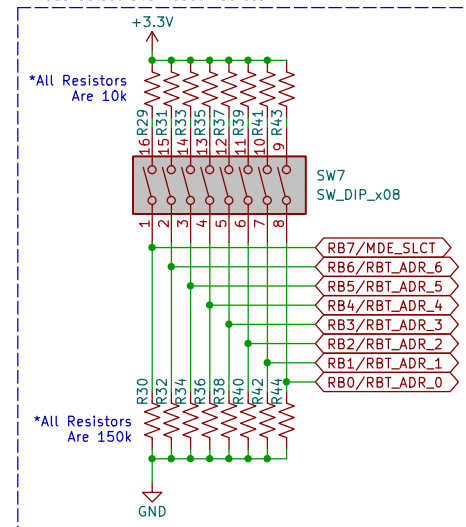 +3.3V
*All Resistors
Are 10k
R29
R31
R33
R35
R37
R39
R41
R43
16
15
14
13
12
11
10
9
SW7
SW_DIP_x08
1
2
3
4
5
6
7
8
RB7/MDE_SLCT
RB6/RBT_ADR_6
RB5/RBT_ADR_5
RB4/RBT_ADR_4
RB3/RBT_ADR_3
RB2/RBT_ADR_2
RB1/RBT_ADR_1
RB0/RBT_ADR_0
R30
R32
R34
R36
R38
R40
R42
R44
*All Resistors
Are 150k
GND